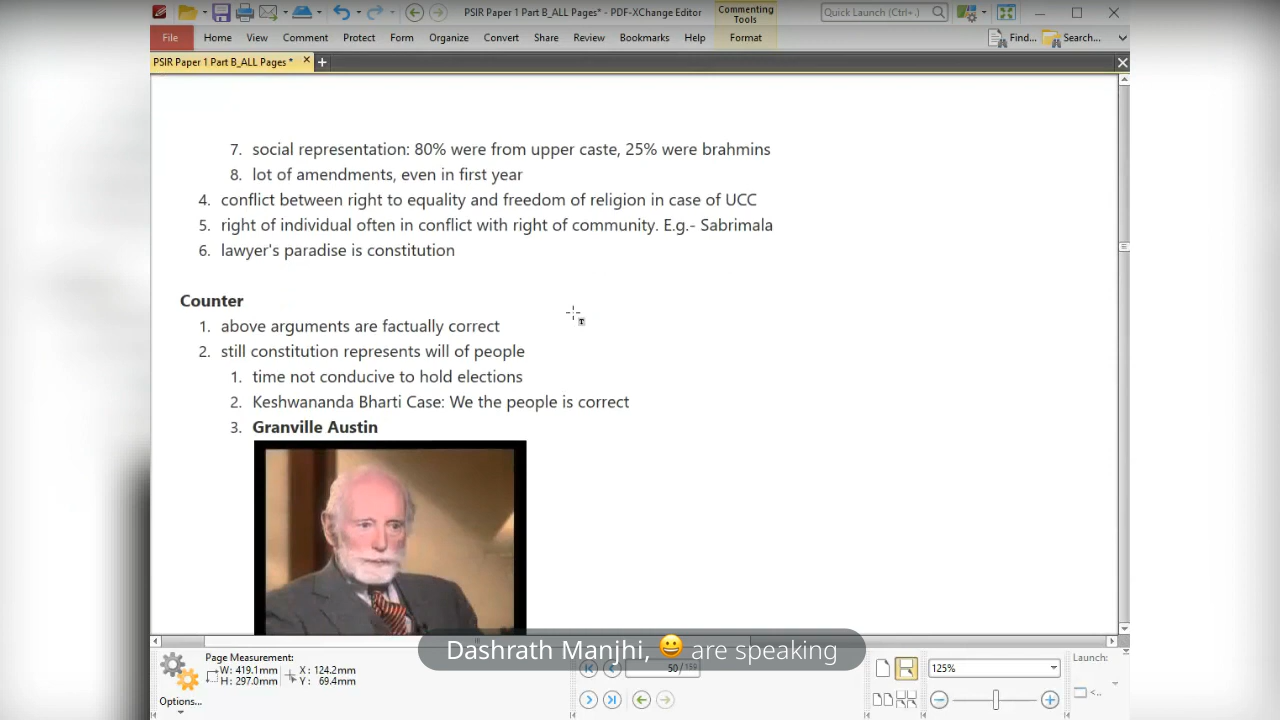 PSIR Paper 1 Part B_ALL Pages* - PDF-XChange Editor
Commenting Tools
Quick Launch (Ctrl+.)
File Home View Comment Protect Form Organize Convert Share Review Bookmarks Help Format Find... Search...
PSIR Paper 1 Part B_ALL Pages *
7. social representation: 80% were from upper caste, 25% were brahmins
8. lot of amendments, even in first year
4. conflict between right to equality and freedom of religion in case of UCC
5. right of individual often in conflict with right of community. E.g.- Sabrimala
6. lawyer's paradise is constitution
Counter
1. above arguments are factually correct
2. still constitution represents will of people
1. time not conducive to hold elections
2. Keshwananda Bharti Case: We the people is correct
3. Granville Austin
Dashrath Manjhi, 😀 are speaking
Page Measurement:
W: 419.1mm X: 124.2mm
H: 297.0mm Y: 69.4mm
Options...
50 / 159
125%
Launch: